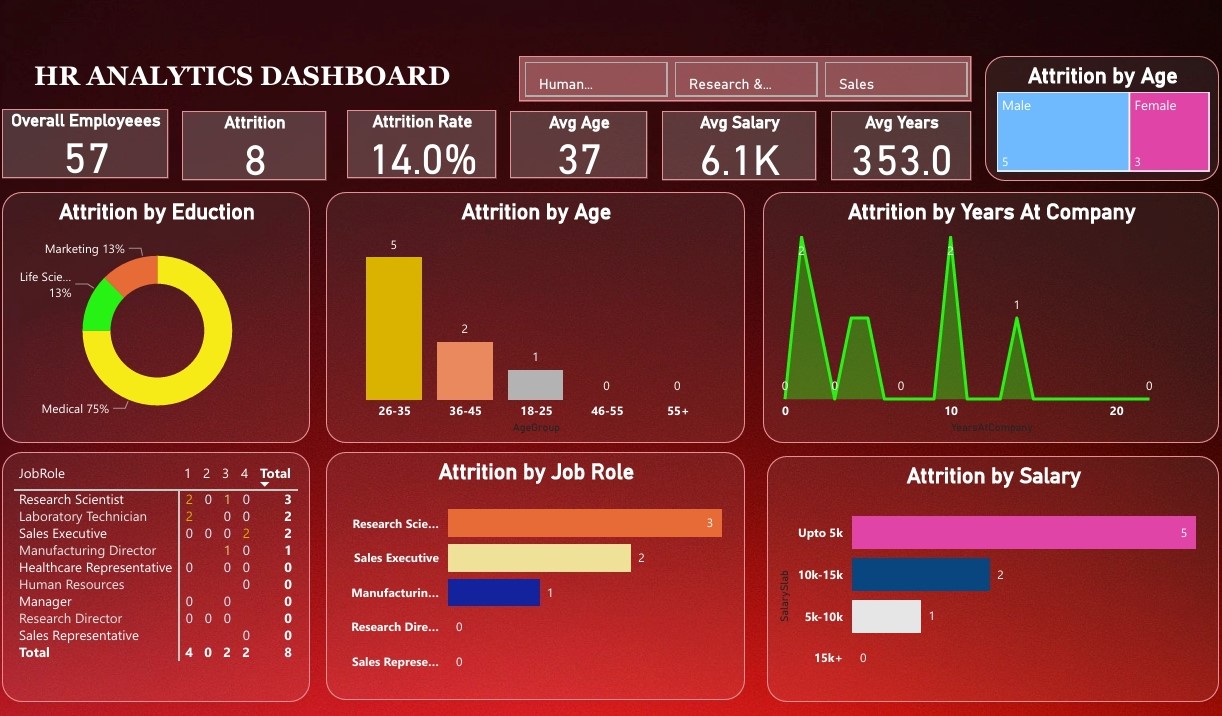 HR ANALYTICS DASHBOARD
Human...
Research &...
Sales
Attrition by Age
Male
5
Female
3
Overall Employeees
57
Attrition
8
Attrition Rate
14.0%
Avg Age
37
Avg Salary
6.1K
Avg Years
353.0
Attrition by Eduction
Marketing 13%
Life Scie...
13%
Medical 75%
Attrition by Age
5
2
1
0
0
26-35
36-45
18-25
46-55
55+
AgeGroup
Attrition by Years At Company
2
2
1
0
0
0
0
0
10
20
YearsAtCompany
JobRole 1 2 3 4 Total
Research Scientist 2 0 1 0 3
Laboratory Technician 2 0 0 2
Sales Executive 0 0 0 2 2
Manufacturing Director 1 0 1
Healthcare Representative 0 0 0 0
Human Resources 0 0
Manager 0 0 0
Research Director 0 0 0 0
Sales Representative 0 0
Total 4 0 2 2 8
Attrition by Job Role
Research Scie... 3
Sales Executive 2
Manufacturin... 1
Research Dire... 0
Sales Represe... 0
Attrition by Salary
SalarySlab
Upto 5k 5
10k-15k 2
5k-10k 1
15k+ 0